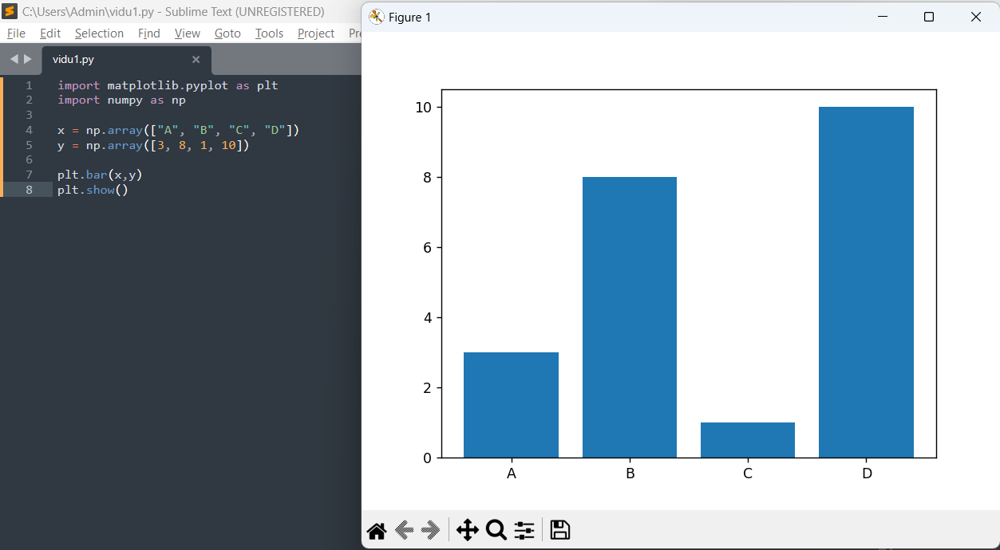 C:\Users\Admin\vidu1.py - Sublime Text (UNREGISTERED)
File Edit Selection Find View Goto Tools Project Pre
vidu1.py
1 import matplotlib.pyplot as plt
2 import numpy as np
3
4 x = np.array(["A", "B", "C", "D"])
5 y = np.array([3, 8, 1, 10])
6
7 plt.bar(x,y)
8 plt.show()
Figure 1
10
8
6
4
2
0
A B C D